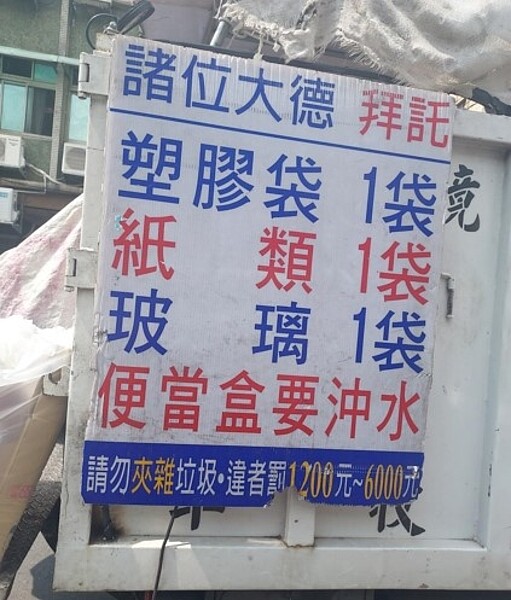 諸位大德 拜託
塑膠袋 1袋
紙類 1袋
玻璃 1袋
便當盒要沖水
請勿夾雜垃圾・違者罰1,200元~6000元